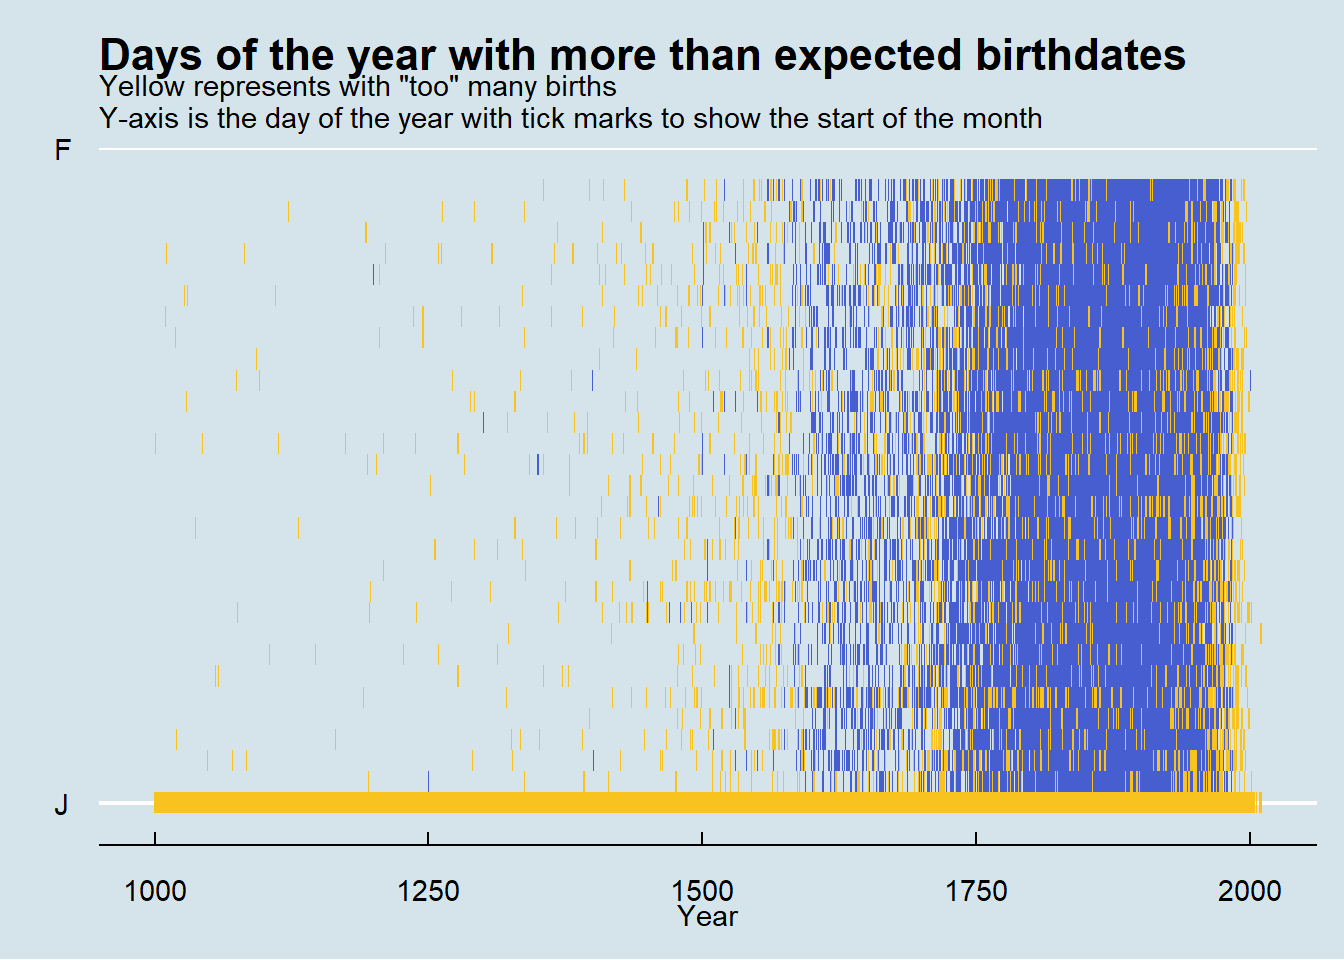 Days of the year with more than expected birthdates
Yellow represents with "too" many births
Y-axis is the day of the year with tick marks to show the start of the month
F
J
1000 1250 1500 1750 2000
Year